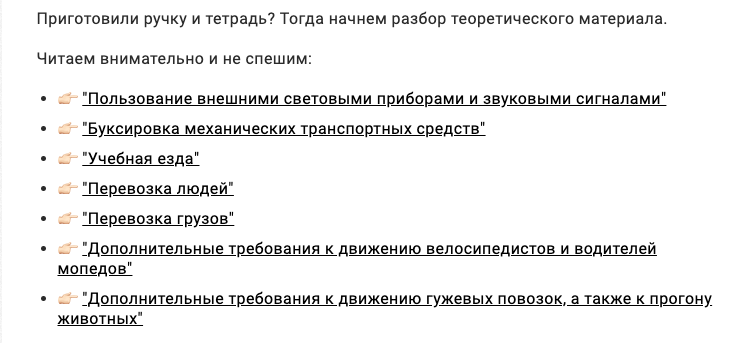 Приготовили ручку и тетрадь? Тогда начнем разбор теоретического материала.
Читаем внимательно и не спешим:
• 👉🏻 "Пользование внешними световыми приборами и звуковыми сигналами"
• 👉🏻 "Буксировка механических транспортных средств"
• 👉🏻 "Учебная езда"
• 👉🏻 "Перевозка людей"
• 👉🏻 "Перевозка грузов"
• 👉🏻 "Дополнительные требования к движению велосипедистов и водителей
мопедов"
• 👉🏻 "Дополнительные требования к движению гужевых повозок, а также к прогону
животных"